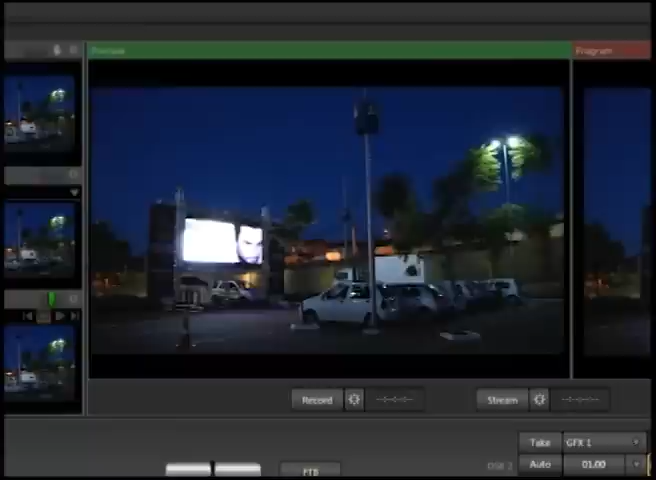 Preview
Program
Record
Stream
Take
GFX 1
FTB
DSK 2
Auto
01.00